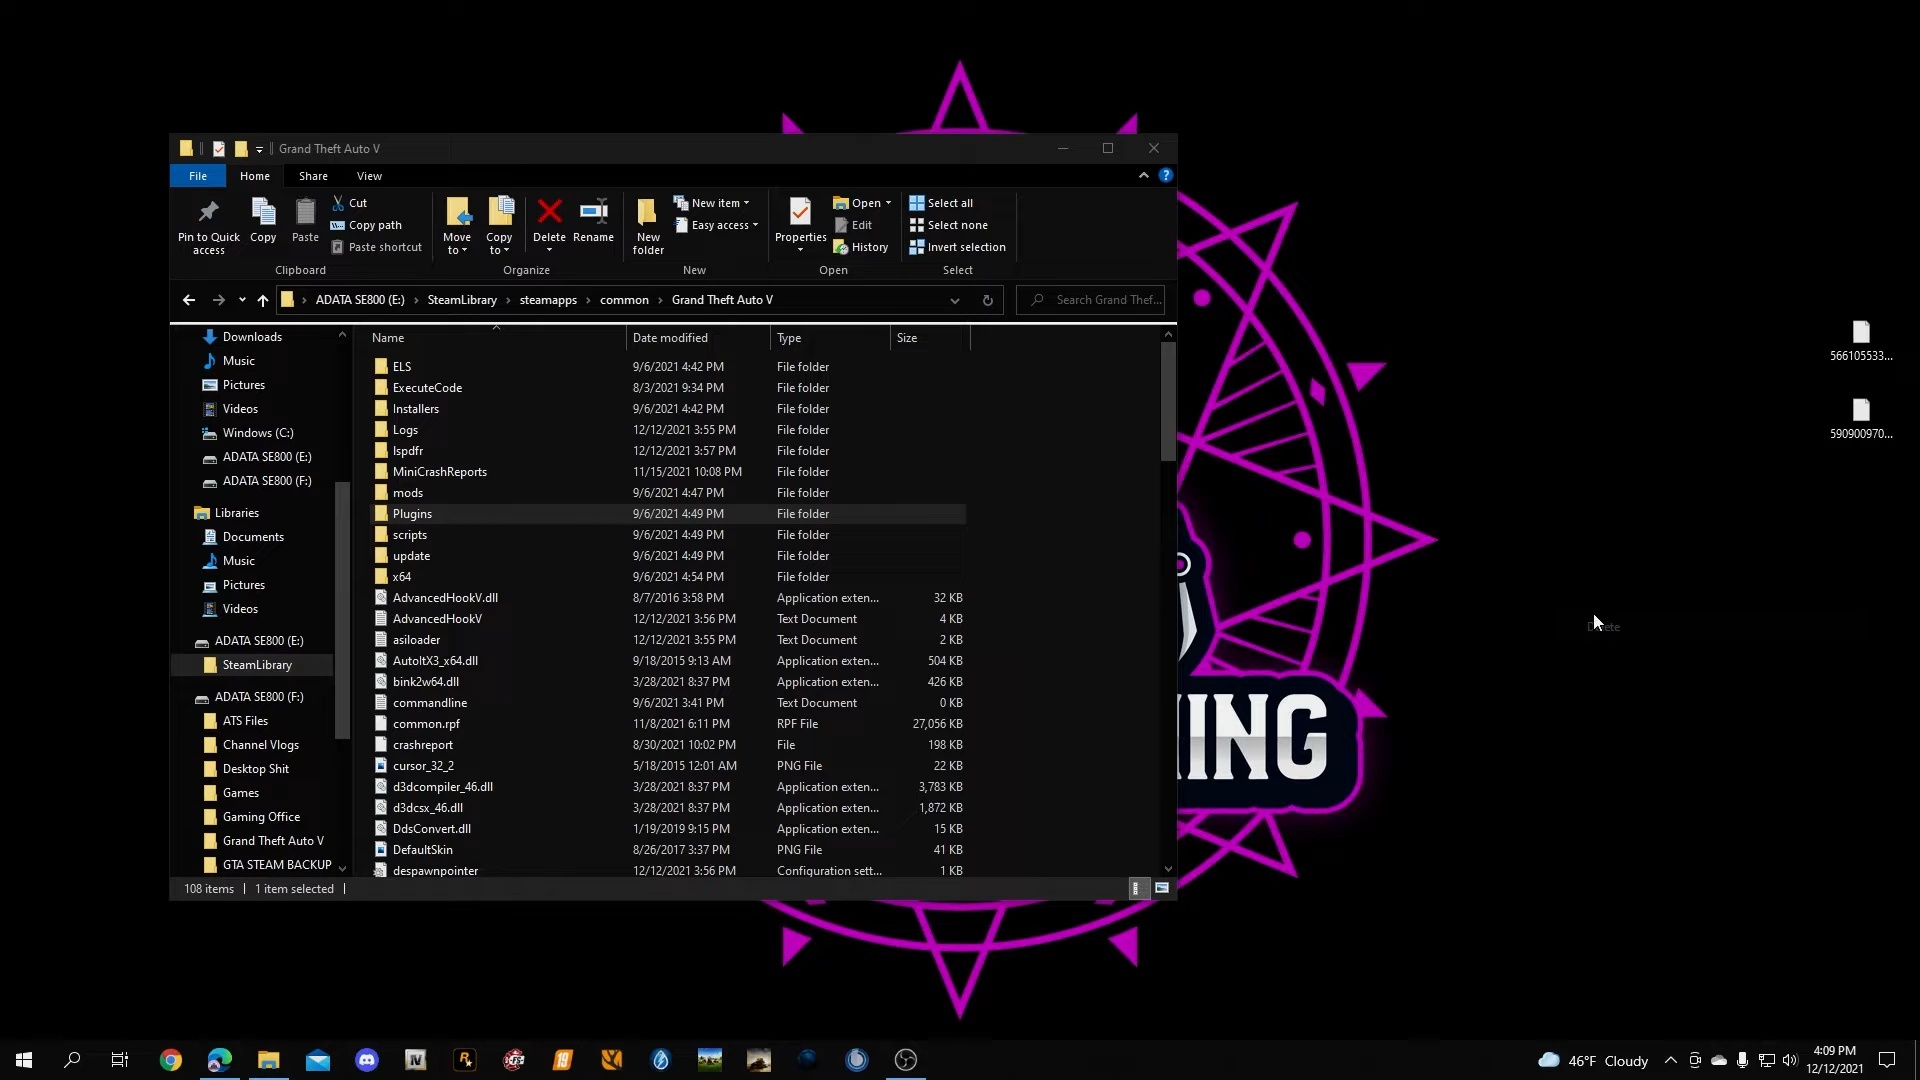 Grand Theft Auto V
File Home Share View
Pin to Quick access
Copy
Paste
Cut
Copy path
Paste shortcut
Clipboard
Move to
Copy to
Delete
Rename
Organize
New folder
New item
Easy access
New
Properties
Open
Edit
History
Open
Select all
Select none
Invert selection
Select
ADATA SE800 (E:) › SteamLibrary › steamapps › common › Grand Theft Auto V
Search Grand Thef...
Downloads
Music
Pictures
Videos
Windows (C:)
ADATA SE800 (E:)
ADATA SE800 (F:)
Libraries
Documents
Music
Pictures
Videos
ADATA SE800 (E:)
SteamLibrary
ADATA SE800 (F:)
ATS Files
Channel Vlogs
Desktop Shit
Games
Gaming Office
Grand Theft Auto V
GTA STEAM BACKUP
Name Date modified Type Size
ELS 9/6/2021 4:42 PM File folder
ExecuteCode 8/3/2021 9:34 PM File folder
Installers 9/6/2021 4:42 PM File folder
Logs 12/12/2021 3:55 PM File folder
lspdfr 12/12/2021 3:57 PM File folder
MiniCrashReports 11/15/2021 10:08 PM File folder
mods 9/6/2021 4:47 PM File folder
Plugins 9/6/2021 4:49 PM File folder
scripts 9/6/2021 4:49 PM File folder
update 9/6/2021 4:49 PM File folder
x64 9/6/2021 4:54 PM File folder
AdvancedHookV.dll 8/7/2016 3:58 PM Application exten... 32 KB
AdvancedHookV 12/12/2021 3:56 PM Text Document 4 KB
asiloader 12/12/2021 3:55 PM Text Document 2 KB
AutoItX3_x64.dll 9/18/2015 9:13 AM Application exten... 504 KB
bink2w64.dll 3/28/2021 8:37 PM Application exten... 426 KB
commandline 9/6/2021 3:41 PM Text Document 0 KB
common.rpf 11/8/2021 6:11 PM RPF File 27,056 KB
crashreport 8/30/2021 10:02 PM File 198 KB
cursor_32_2 5/18/2015 12:01 AM PNG File 22 KB
d3dcompiler_46.dll 3/28/2021 8:37 PM Application exten... 3,783 KB
d3dcsx_46.dll 3/28/2021 8:37 PM Application exten... 1,872 KB
DdsConvert.dll 1/19/2019 9:15 PM Application exten... 15 KB
DefaultSkin 8/26/2017 3:37 PM PNG File 41 KB
despawnpointer 12/12/2021 3:56 PM Configuration sett... 1 KB
108 items 1 item selected
566105533...
590900970...
Delete
ING
46°F Cloudy
4:09 PM
12/12/2021